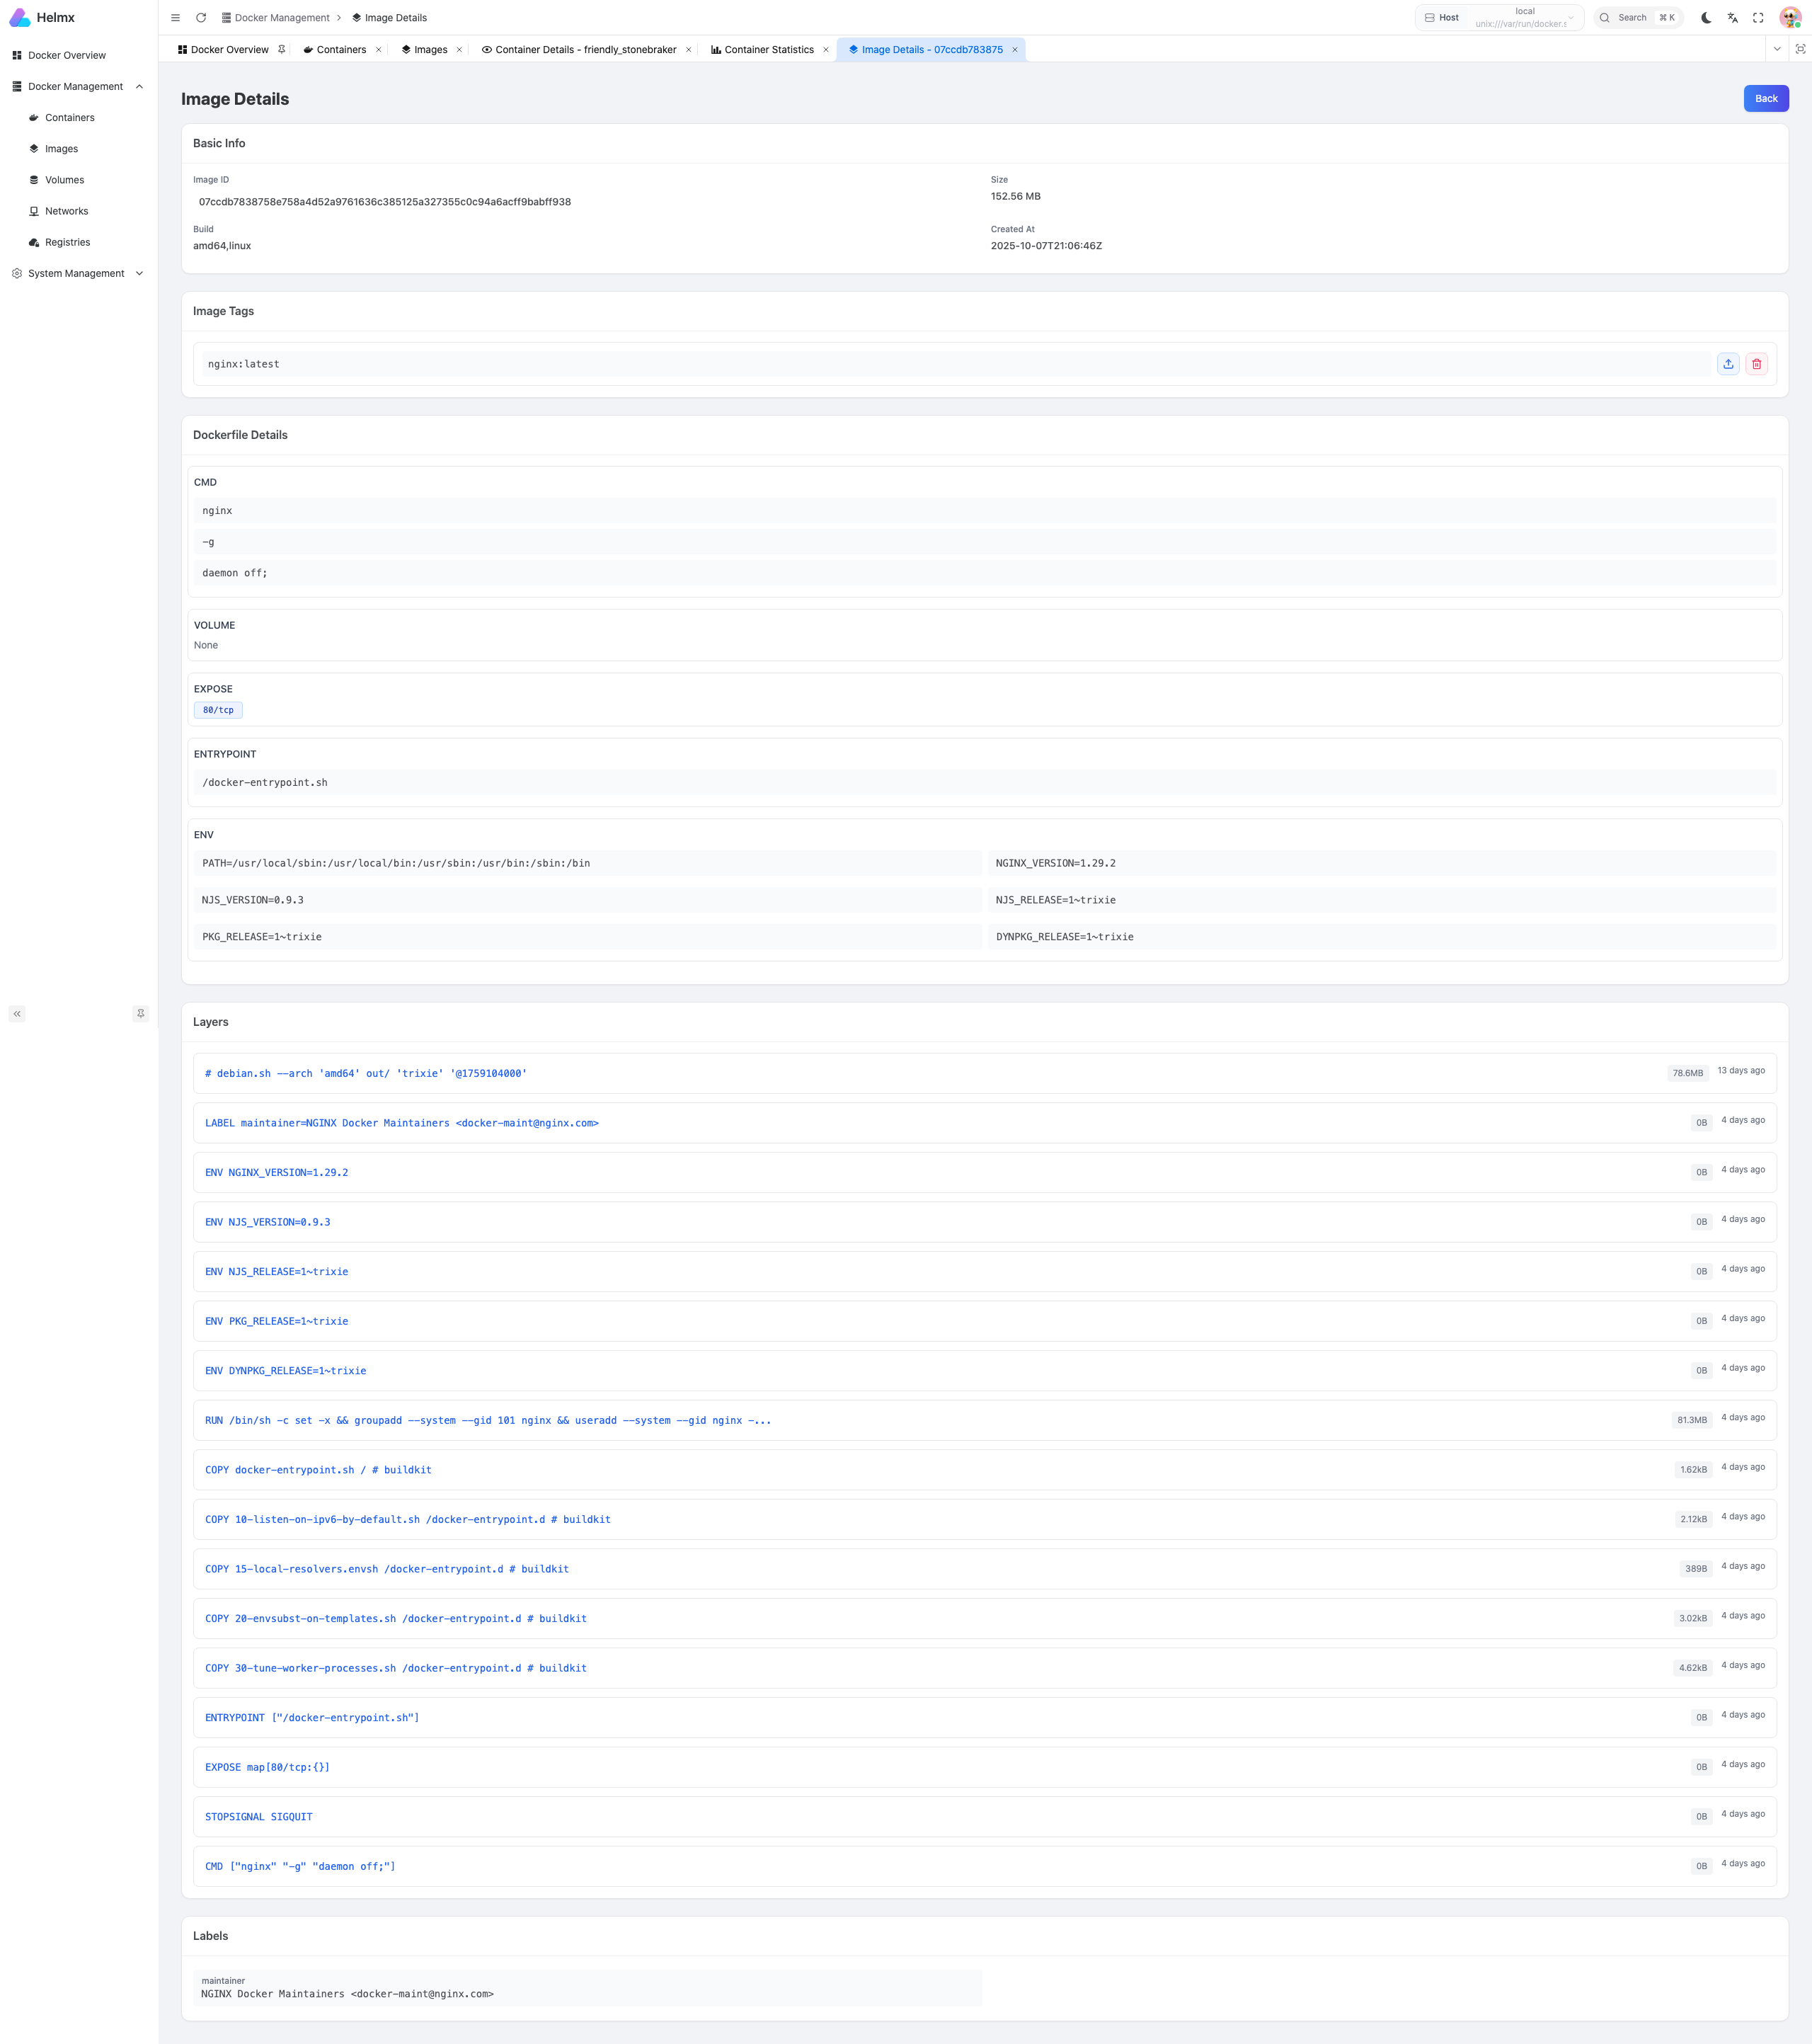 Helmx
Docker Management > Image Details
Host
local
unix:///var/run/docker.s
Search ⌘ K
Docker Overview
Containers
Images
Container Details - friendly_stonebraker
Container Statistics
Image Details - 07ccdb783875
Docker Overview
Docker Management
Containers
Images
Volumes
Networks
Registries
System Management
Image Details
Back
Basic Info
Image ID
07ccdb7838758e758a4d52a9761636c385125a327355c0c94a6acff9babff938
Size
152.56 MB
Build
amd64,linux
Created At
2025-10-07T21:06:46Z
Image Tags
nginx:latest
Dockerfile Details
CMD
nginx
-g
daemon off;
VOLUME
None
EXPOSE
80/tcp
ENTRYPOINT
/docker-entrypoint.sh
ENV
PATH=/usr/local/sbin:/usr/local/bin:/usr/sbin:/usr/bin:/sbin:/bin
NGINX_VERSION=1.29.2
NJS_VERSION=0.9.3
NJS_RELEASE=1~trixie
PKG_RELEASE=1~trixie
DYNPKG_RELEASE=1~trixie
Layers
# debian.sh --arch 'amd64' out/ 'trixie' '@1759104000' 78.6MB 13 days ago
LABEL maintainer=NGINX Docker Maintainers <docker-maint@nginx.com> 0B 4 days ago
ENV NGINX_VERSION=1.29.2 0B 4 days ago
ENV NJS_VERSION=0.9.3 0B 4 days ago
ENV NJS_RELEASE=1~trixie 0B 4 days ago
ENV PKG_RELEASE=1~trixie 0B 4 days ago
ENV DYNPKG_RELEASE=1~trixie 0B 4 days ago
RUN /bin/sh -c set -x && groupadd --system --gid 101 nginx && useradd --system --gid nginx -... 81.3MB 4 days ago
COPY docker-entrypoint.sh / # buildkit 1.62kB 4 days ago
COPY 10-listen-on-ipv6-by-default.sh /docker-entrypoint.d # buildkit 2.12kB 4 days ago
COPY 15-local-resolvers.envsh /docker-entrypoint.d # buildkit 389B 4 days ago
COPY 20-envsubst-on-templates.sh /docker-entrypoint.d # buildkit 3.02kB 4 days ago
COPY 30-tune-worker-processes.sh /docker-entrypoint.d # buildkit 4.62kB 4 days ago
ENTRYPOINT ["/docker-entrypoint.sh"] 0B 4 days ago
EXPOSE map[80/tcp:{}] 0B 4 days ago
STOPSIGNAL SIGQUIT 0B 4 days ago
CMD ["nginx" "-g" "daemon off;"] 0B 4 days ago
Labels
maintainer
NGINX Docker Maintainers <docker-maint@nginx.com>